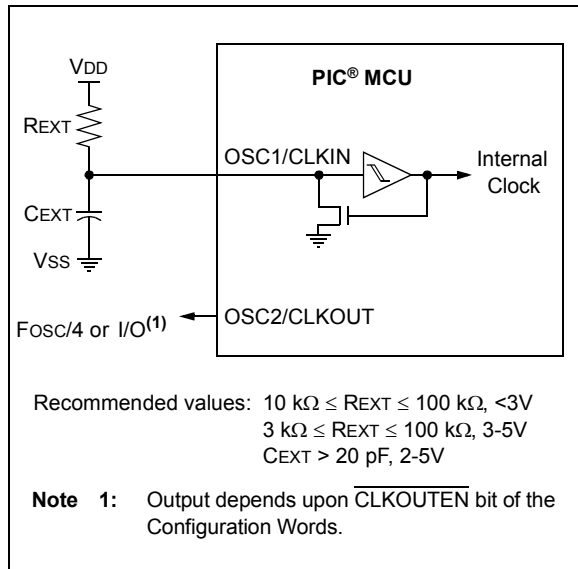 VDD
PIC® MCU
REXT
OSC1/CLKIN
Internal
Clock
CEXT
VSS
FOSC/4 or I/O(1)
OSC2/CLKOUT
Recommended values: 10 kΩ ≤ REXT ≤ 100 kΩ, <3V
3 kΩ ≤ REXT ≤ 100 kΩ, 3-5V
CEXT > 20 pF, 2-5V
Note 1: Output depends upon CLKOUTEN bit of the
Configuration Words.